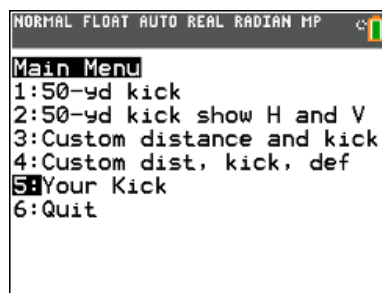 NORMAL FLOAT AUTO REAL RADIAN MP
Main Menu
1:50-yd kick
2:50-yd kick show H and V
3:Custom distance and kick
4:Custom dist, kick, def
5:Your Kick
6:Quit